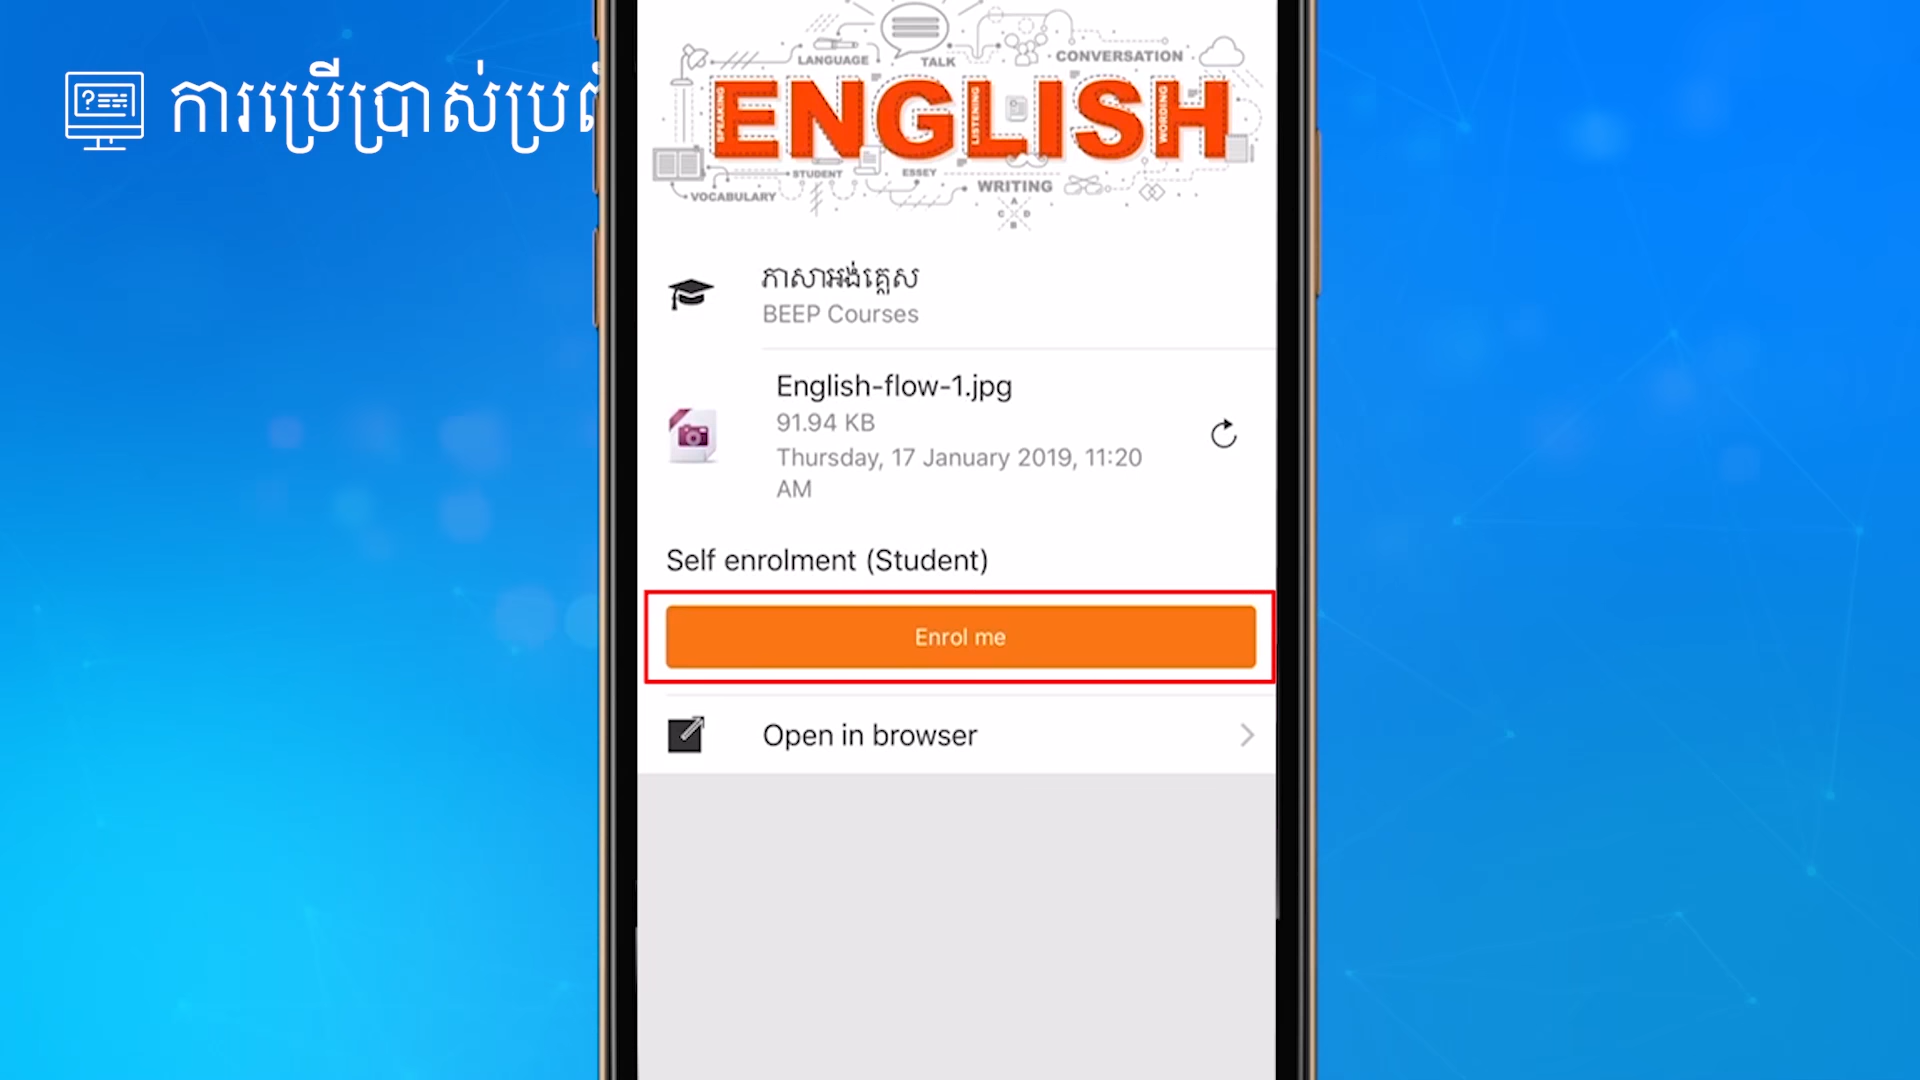 ការប្រើប្រាស់
LANGUAGE
TALK
CONVERSATION
SPEAKING
ENGLISH
LISTENING
WORDING
STUDENT
ESSEY
WRITING
VOCABULARY
A
C D
B
ភាសាអង់គ្លេស
BEEP Courses
English-flow-1.jpg
91.94 KB
Thursday, 17 January 2019, 11:20
AM
Self enrolment (Student)
Enrol me
Open in browser